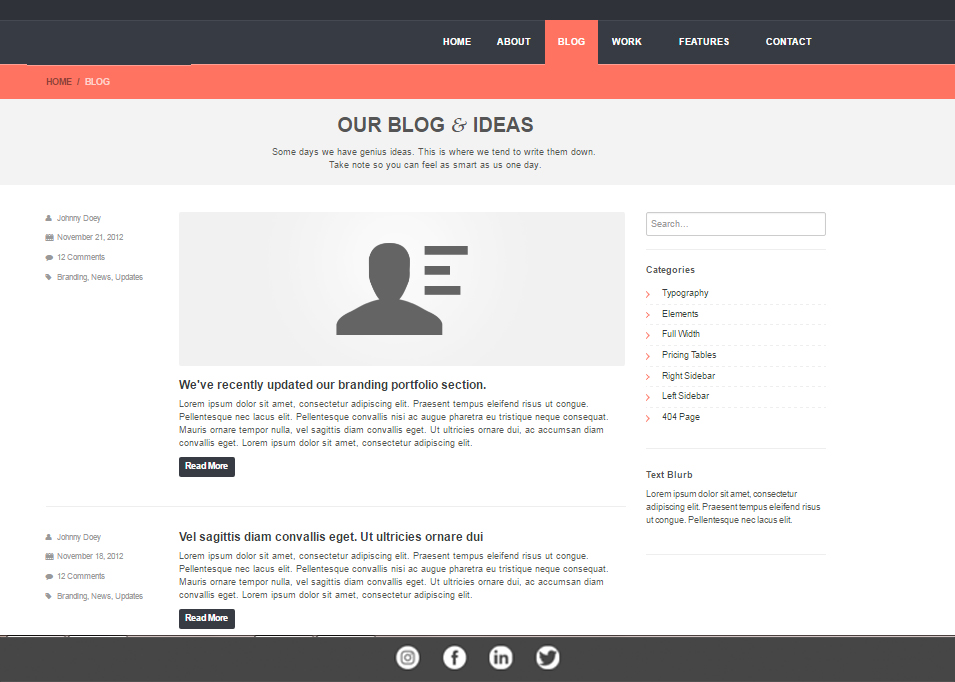 HOME ABOUT BLOG WORK FEATURES CONTACT
HOME / BLOG
OUR BLOG & IDEAS
Some days we have genius ideas. This is where we tend to write them down.
Take note so you can feel as smart as us one day.
Johnny Doey
November 21, 2012
12 Comments
Branding, News, Updates
We've recently updated our branding portfolio section.
Lorem ipsum dolor sit amet, consectetur adipiscing elit. Praesent tempus eleifend risus ut congue.
Pellentesque nec lacus elit. Pellentesque convallis nisi ac augue pharetra eu tristique neque consequat.
Mauris ornare tempor nulla, vel sagittis diam convallis eget. Ut ultricies ornare dui, ac accumsan diam
convallis eget. Lorem ipsum dolor sit amet, consectetur adipiscing elit.
Read More
Johnny Doey
November 18, 2012
12 Comments
Branding, News, Updates
Vel sagittis diam convallis eget. Ut ultricies ornare dui
Lorem ipsum dolor sit amet, consectetur adipiscing elit. Praesent tempus eleifend risus ut congue.
Pellentesque nec lacus elit. Pellentesque convallis nisi ac augue pharetra eu tristique neque consequat.
Mauris ornare tempor nulla, vel sagittis diam convallis eget. Ut ultricies ornare dui, ac accumsan diam
convallis eget. Lorem ipsum dolor sit amet, consectetur adipiscing elit.
Read More
Search...
Categories
Typography
Elements
Full Width
Pricing Tables
Right Sidebar
Left Sidebar
404 Page
Text Blurb
Lorem ipsum dolor sit amet, consectetur
adipiscing elit. Praesent tempus eleifend risus
ut congue. Pellentesque nec lacus elit.